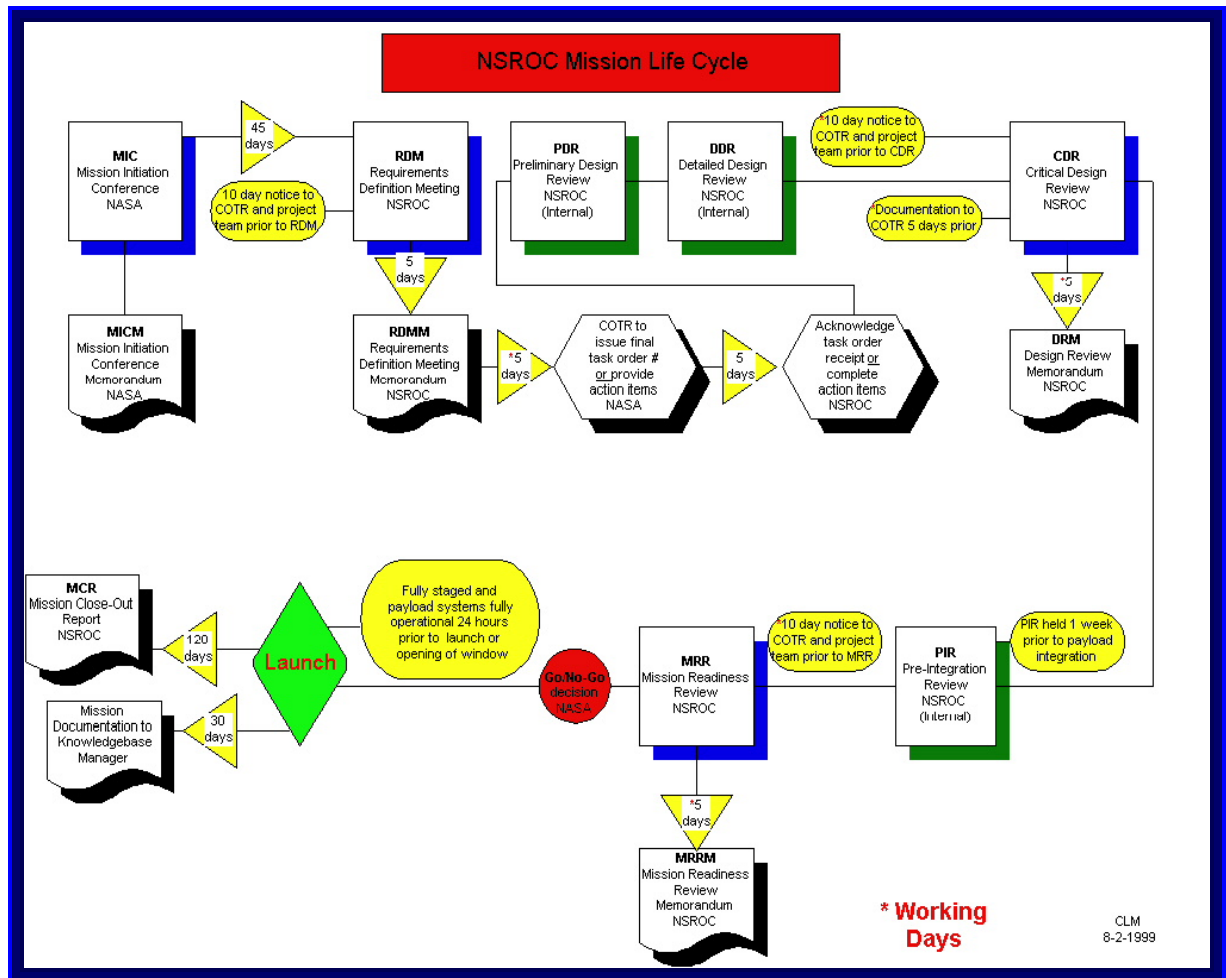 NSROC Mission Life Cycle
MIC
Mission Initiation
Conference
NASA
45
days
10 day notice to
COTR and project
team prior to RDM
RDM
Requirements
Definition Meeting
NSROC
PDR
Preliminary Design
Review
NSROC
(Internal)
DDR
Detailed Design
Review
NSROC
(Internal)
*10 day notice to
COTR and project
team prior to CDR
*Documentation to
COTR 5 days prior
CDR
Critical Design
Review
NSROC
5
days
*5
days
MICM
Mission Initiation
Conference
Memorandum
NASA
RDMM
Requirements
Definition Meeting
Memorandum
NSROC
*5
days
COTR to
issue final
task order #
or provide
action items
NASA
5
days
Acknowledge
task order
receipt or
complete
action items
NSROC
DRM
Design Review
Memorandum
NSROC
MCR
Mission Close-Out
Report
NSROC
120
days
Mission
Documentation to
Knowledgebase
Manager
30
days
Launch
Fully staged and
payload systems fully
operational 24 hours
prior to launch or
opening of window
Go/No-Go
decision
NASA
MRR
Mission Readiness
Review
NSROC
*10 day notice to
COTR and project
team prior to MRR
PIR
Pre-Integration
Review
NSROC
(Internal)
PIR held 1 week
prior to payload
integration
*5
days
MRRM
Mission Readiness
Review
Memorandum
NSROC
* Working
Days
CLM
8-2-1999